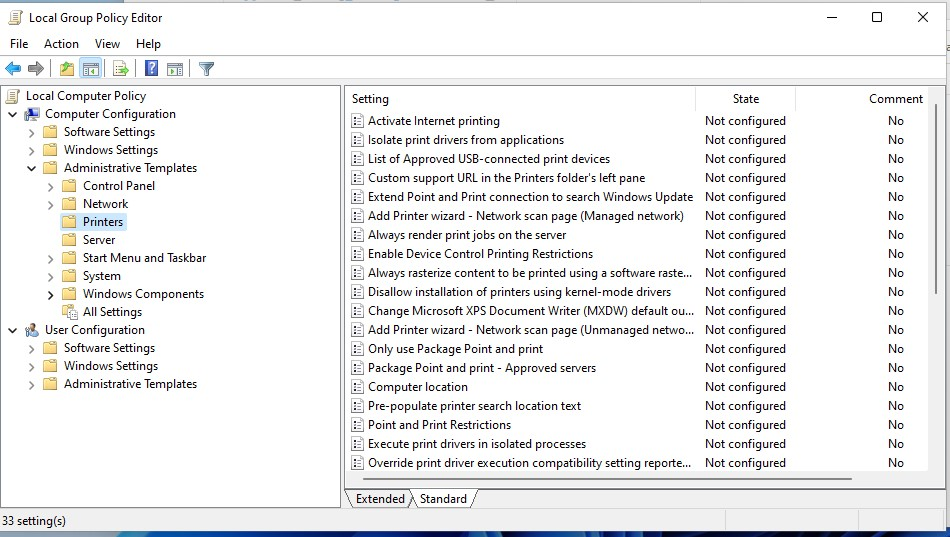 Local Group Policy Editor
File Action View Help
Local Computer Policy
Computer Configuration
Software Settings
Windows Settings
Administrative Templates
Control Panel
Network
Printers
Server
Start Menu and Taskbar
System
Windows Components
All Settings
User Configuration
Software Settings
Windows Settings
Administrative Templates
Setting State Comment
Activate Internet printing Not configured No
Isolate print drivers from applications Not configured No
List of Approved USB-connected print devices Not configured No
Custom support URL in the Printers folder's left pane Not configured No
Extend Point and Print connection to search Windows Update Not configured No
Add Printer wizard - Network scan page (Managed network) Not configured No
Always render print jobs on the server Not configured No
Enable Device Control Printing Restrictions Not configured No
Always rasterize content to be printed using a software raste... Not configured No
Disallow installation of printers using kernel-mode drivers Not configured No
Change Microsoft XPS Document Writer (MXDW) default ou... Not configured No
Add Printer wizard - Network scan page (Unmanaged netwo... Not configured No
Only use Package Point and print Not configured No
Package Point and print - Approved servers Not configured No
Computer location Not configured No
Pre-populate printer search location text Not configured No
Point and Print Restrictions Not configured No
Execute print drivers in isolated processes Not configured No
Override print driver execution compatibility setting reporte... Not configured No
Extended Standard
33 setting(s)